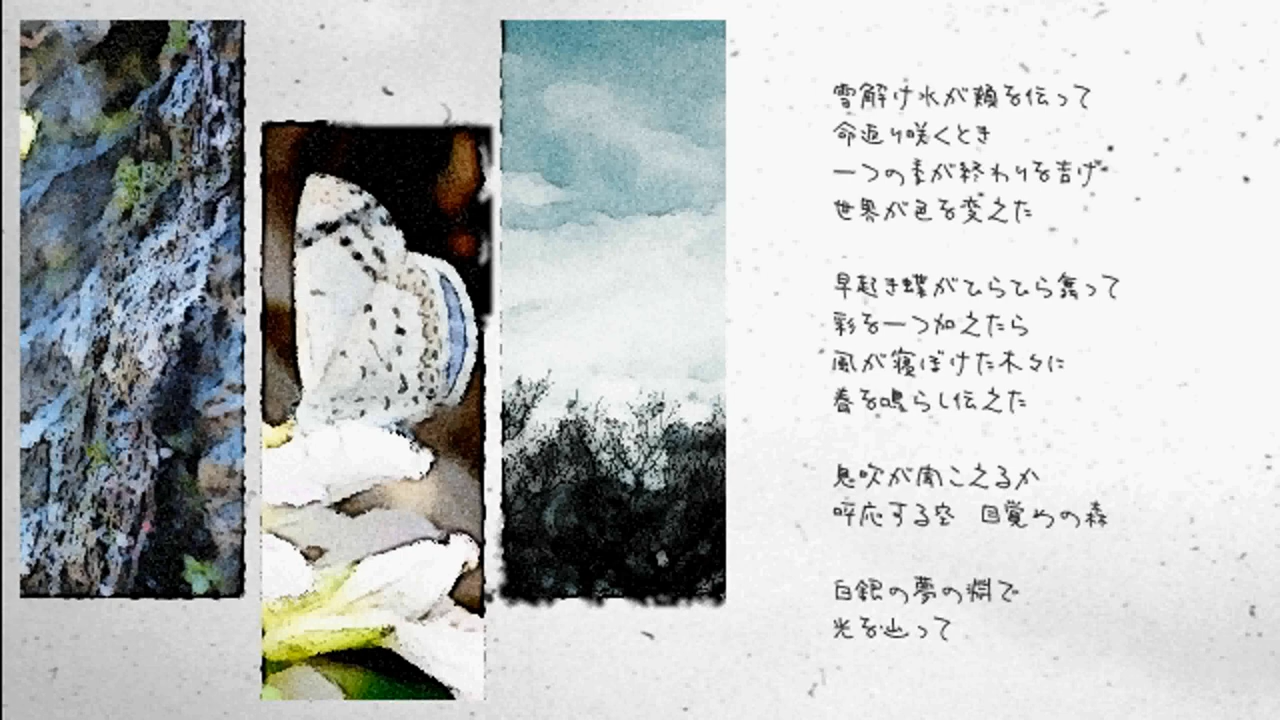 雪解け水が頬を伝って
命返り咲くとき
一つの季が終わりを告げ
世界が色を変えた
早起き蝶がひらひら舞って
彩を一つ加えたら
風が寝ぼけた木々に
春を鳴らし伝えた
息吹が聞こえるか
呼応する空 目覚めの森
白銀の夢の淵で
光を辿って